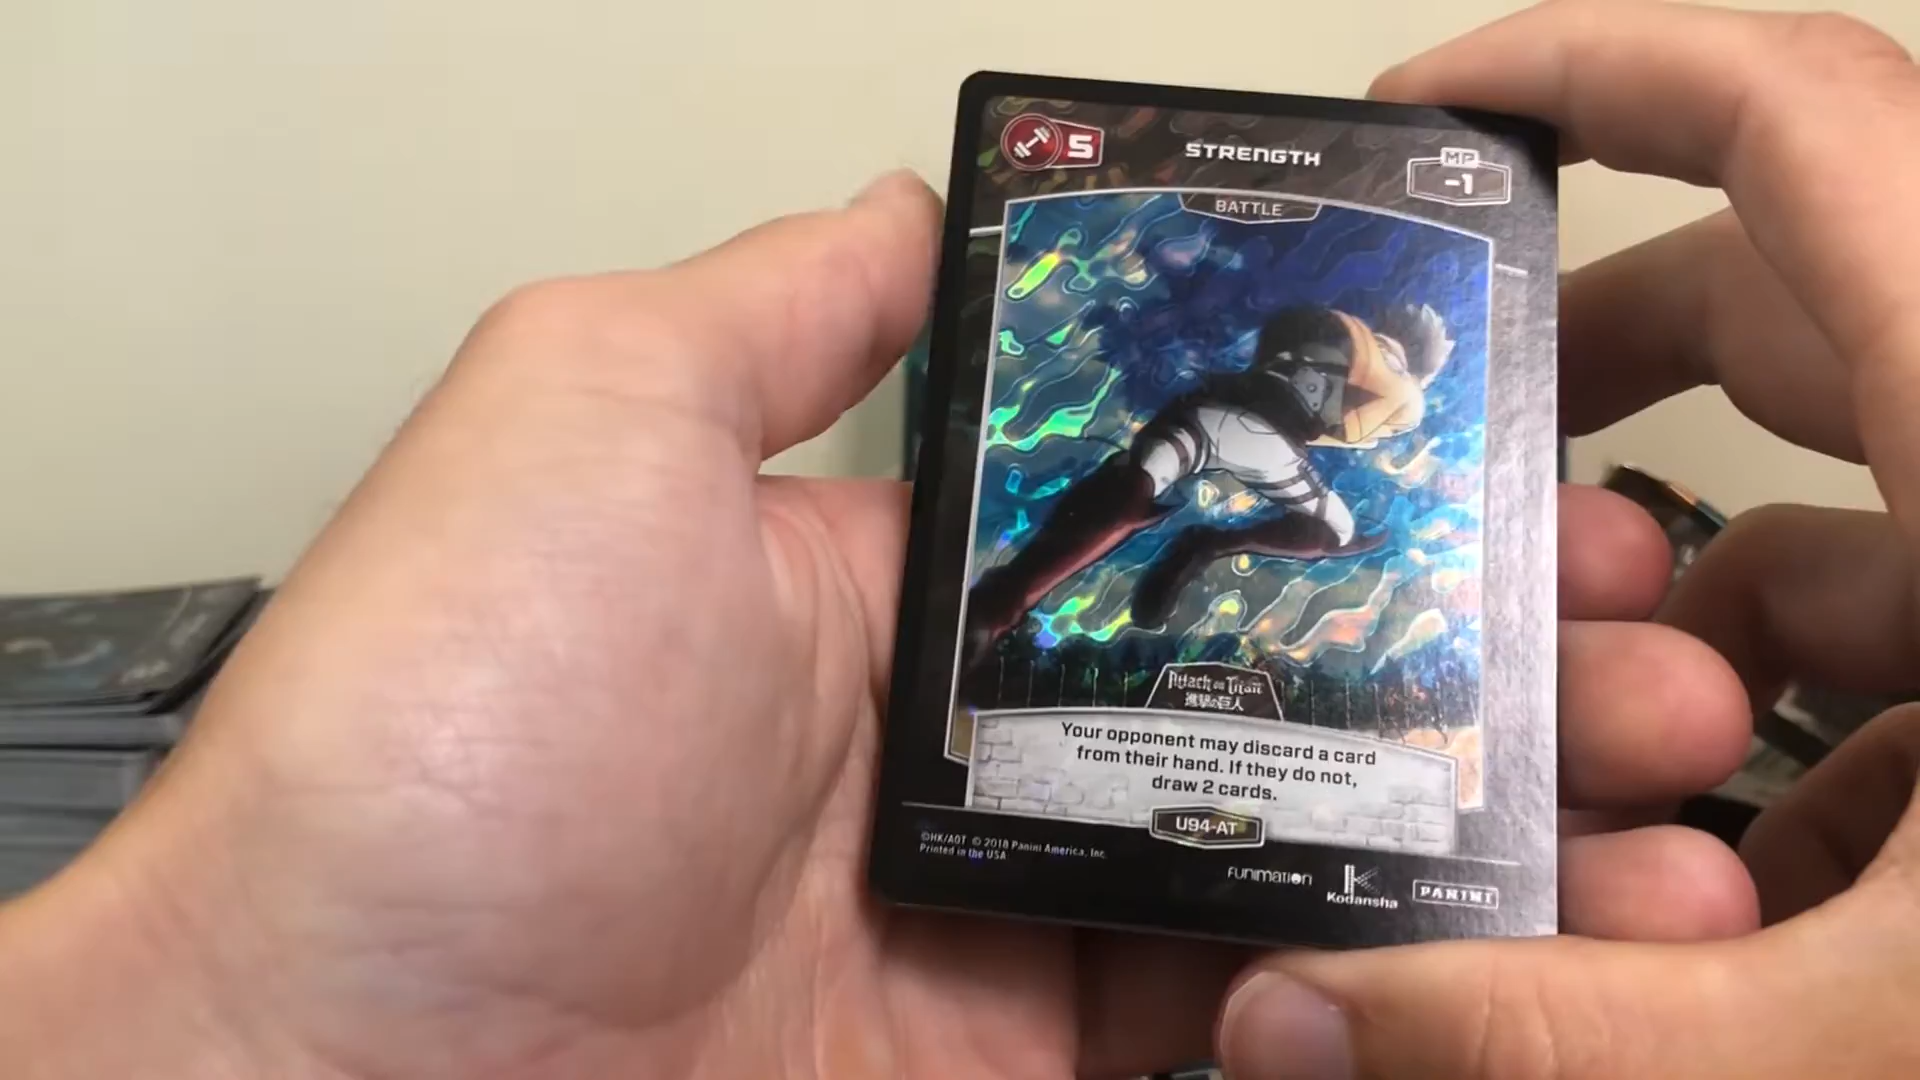 5
STRENGTH
MP
-1
BATTLE
Attack on Titan
進撃の巨人
Your opponent may discard a card
from their hand. If they do not,
draw 2 cards.
U94-AT
©HK/AOT © 2018 Panini America, Inc.
Printed in the USA
FUNIMATION
Kodansha
PANINI